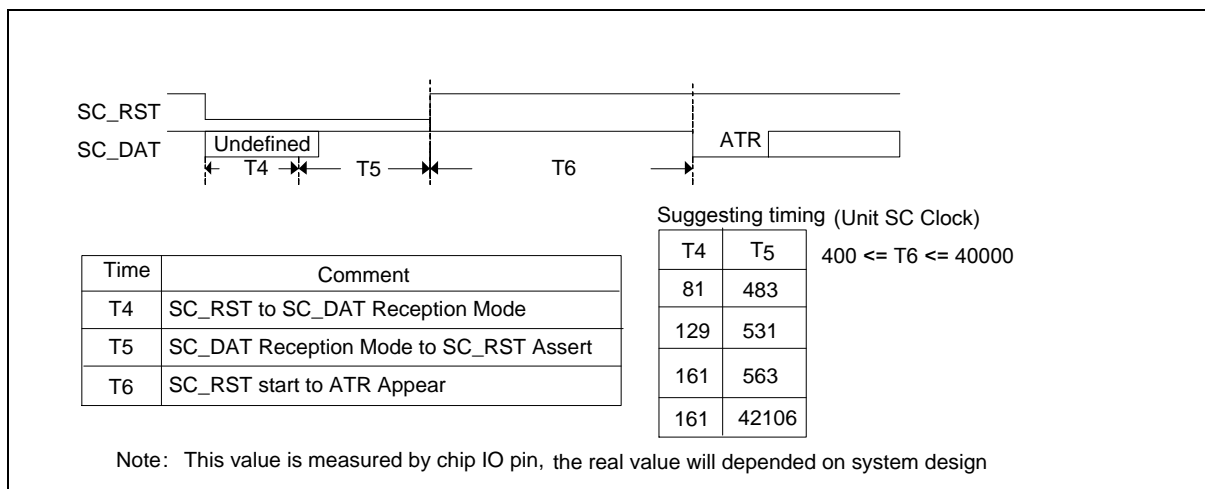 SC_RST
SC_DAT
Undefined
ATR
T4
T5
T6
Suggesting timing (Unit SC Clock)
T4 T5
400 <= T6 <= 40000
81 483
129 531
161 563
161 42106
Time Comment
T4 SC_RST to SC_DAT Reception Mode
T5 SC_DAT Reception Mode to SC_RST Assert
T6 SC_RST start to ATR Appear
Note: This value is measured by chip IO pin, the real value will depended on system design